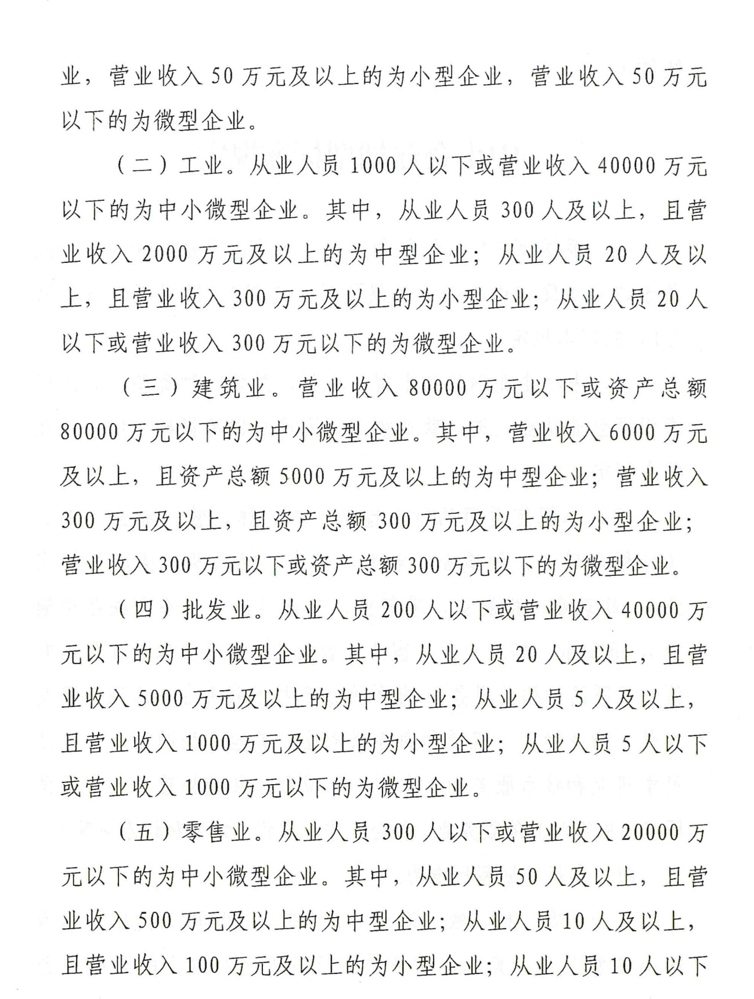 业，营业收入 50 万元及以上的为小型企业，营业收入 50 万元
以下的为微型企业。
（二）工业。从业人员 1000 人以下或营业收入 40000 万元
以下的为中小微型企业。其中，从业人员 300 人及以上，且营
业收入 2000 万元及以上的为中型企业；从业人员 20 人及以
上，且营业收入 300 万元及以上的为小型企业；从业人员 20 人
以下或营业收入 300 万元以下的为微型企业。
（三）建筑业。营业收入 80000 万元以下或资产总额
80000 万元以下的为中小微型企业。其中，营业收入 6000 万元
及以上，且资产总额 5000 万元及以上的为中型企业；营业收入
300 万元及以上，且资产总额 300 万元及以上的为小型企业；
营业收入 300 万元以下或资产总额 300 万元以下的为微型企业。
（四）批发业。从业人员 200 人以下或营业收入 40000 万
元以下的为中小微型企业。其中，从业人员 20 人及以上，且营
业收入 5000 万元及以上的为中型企业；从业人员 5 人及以上，
且营业收入 1000 万元及以上的为小型企业；从业人员 5 人以下
或营业收入 1000 万元以下的为微型企业。
（五）零售业。从业人员 300 人以下或营业收入 20000 万
元以下的为中小微型企业。其中，从业人员 50 人及以上，且营
业收入 500 万元及以上的为中型企业；从业人员 10 人及以上，
且营业收入 100 万元及以上的为小型企业；从业人员 10 人以下